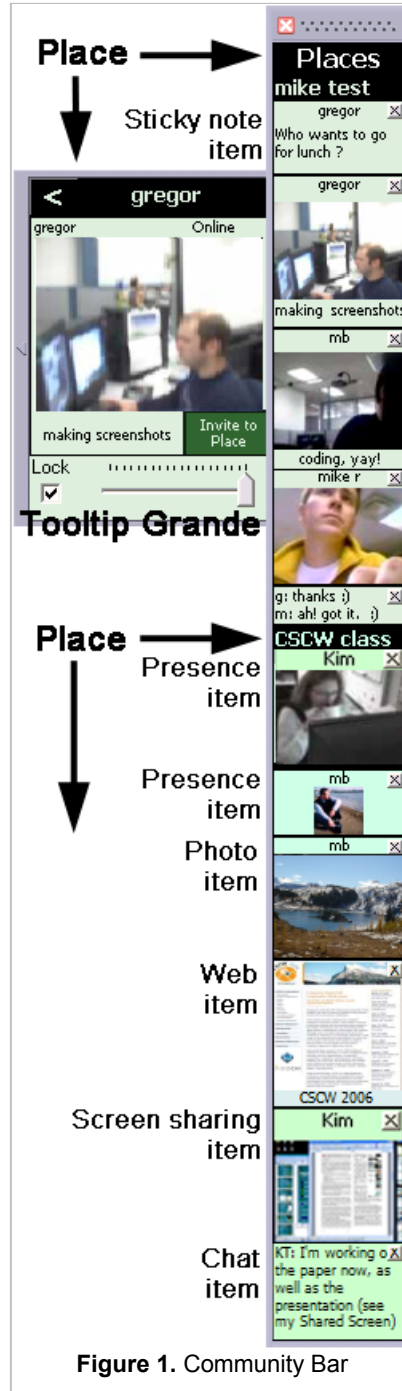 Place
Places
mike test
Sticky note
item
gregor
Who wants to go
for lunch ?
<
gregor
gregor
Online
making screenshots
Invite to
Place
Lock
Tooltip Grande
gregor
making screenshots
mb
coding, yay!
mike r
g: thanks :)
m: ah! got it. :)
Place
CSCW class
Presence
item
Kim
Presence
item
mb
Photo
item
mb
Web
item
CSCW 2006
Screen sharing
item
Kim
Chat
item
KT: I'm working o
the paper now, as
well as the
presentation (see
my Shared Screen)
Figure 1. Community Bar